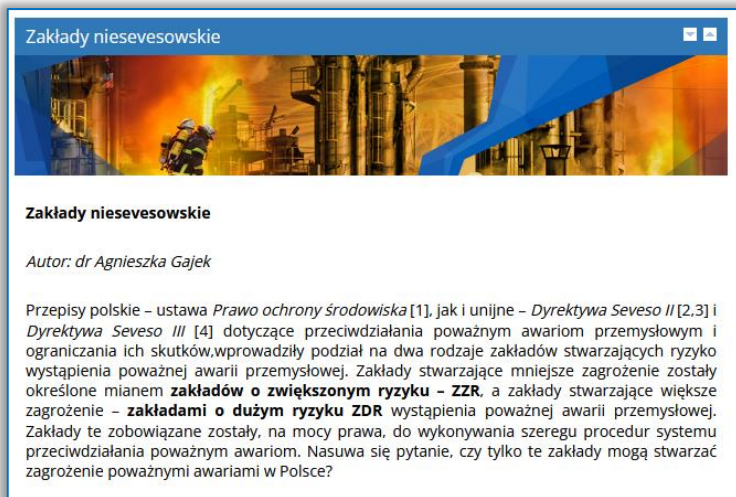 Zakłady niesevesowskie
Zakłady niesevesowskie
Autor: dr Agnieszka Gajek
Przepisy polskie – ustawa Prawo ochrony środowiska [1], jak i unijne – Dyrektywa Seveso II [2,3] i
Dyrektywa Seveso III [4] dotyczące przeciwdziałania poważnym awariom przemysłowym i
ograniczania ich skutków,wprowadziły podział na dwa rodzaje zakładów stwarzających ryzyko
wystąpienia poważnej awarii przemysłowej. Zakłady stwarzające mniejsze zagrożenie zostały
określone mianem zakładów o zwiększonym ryzyku – ZZR, a zakłady stwarzające większe
zagrożenie – zakładami o dużym ryzyku ZDR wystąpienia poważnej awarii przemysłowej.
Zakłady te zobowiązane zostały, na mocy prawa, do wykonywania szeregu procedur systemu
przeciwdziałania poważnym awariom. Nasuwa się pytanie, czy tylko te zakłady mogą stwarzać
zagrożenie poważnymi awariami w Polsce?